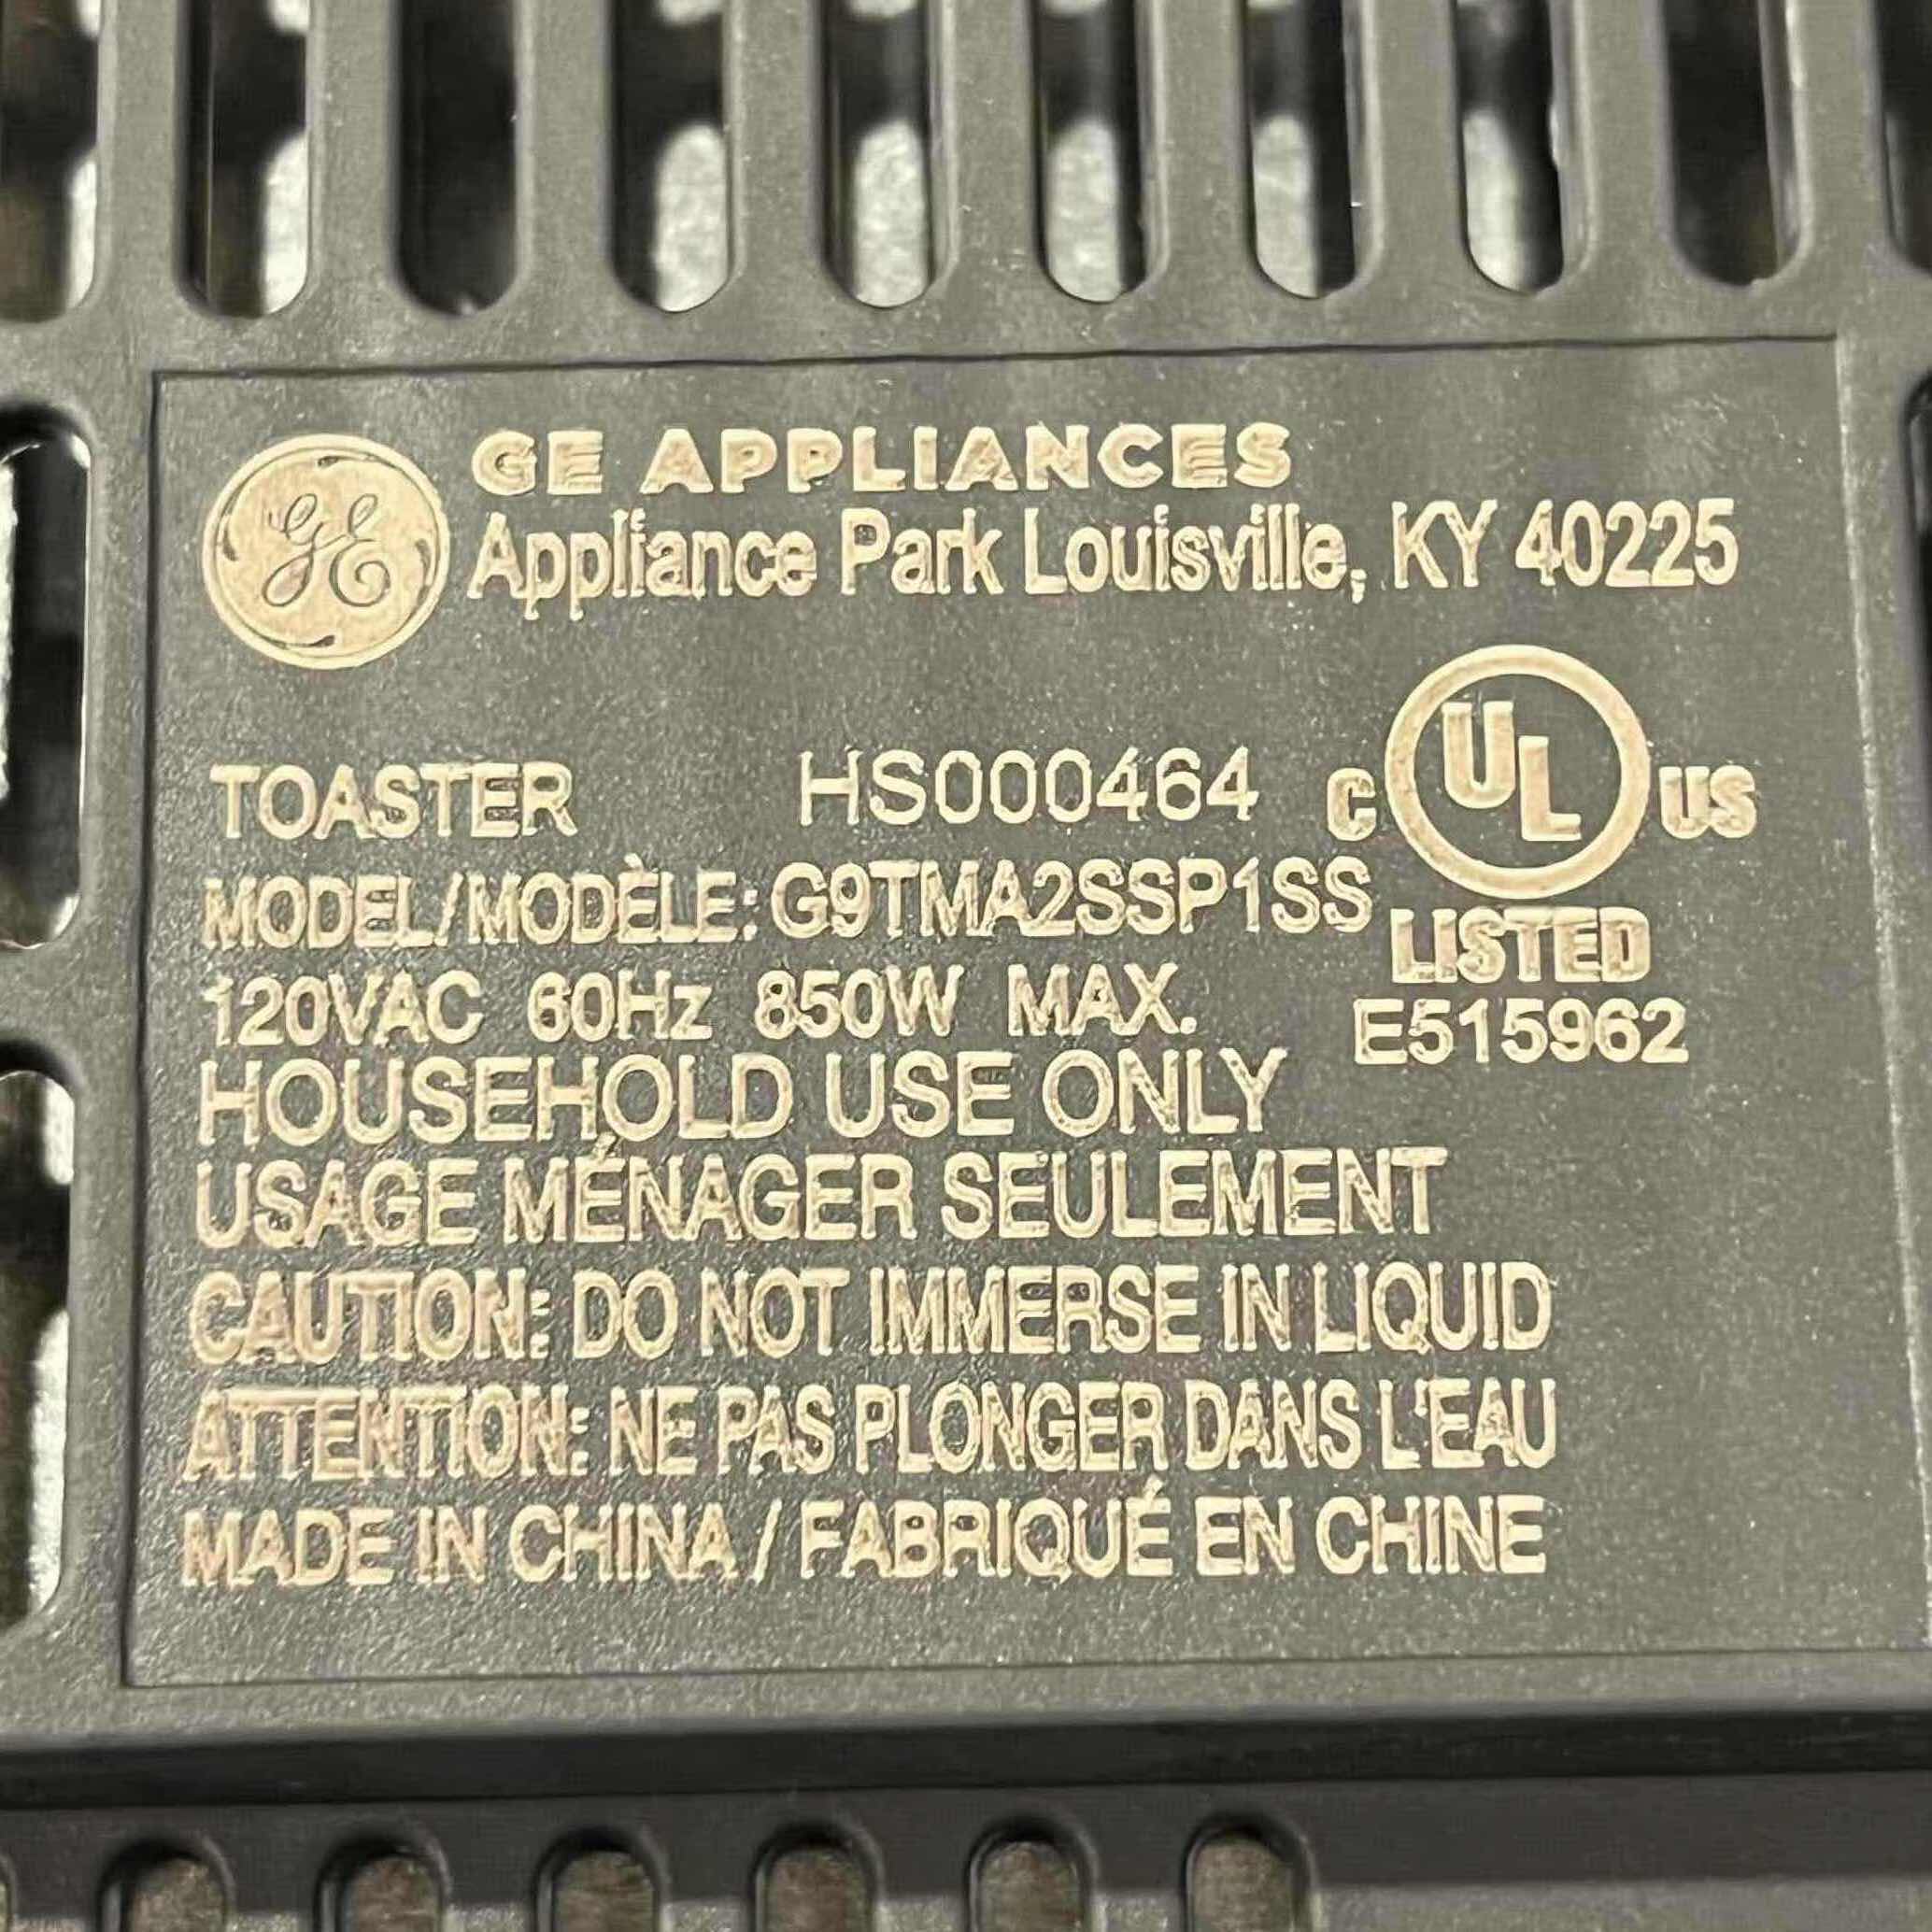 GE GE APPLIANCES
Appliance Park Louisville, KY 40225
TOASTER HS000464 C UL US
MODEL/MODÈLE: G9TMA2SSP1SS LISTED
120VAC 60Hz 850W MAX. E515962
HOUSEHOLD USE ONLY
USAGE MÉNAGER SEULEMENT
CAUTION: DO NOT IMMERSE IN LIQUID
ATTENTION: NE PAS PLONGER DANS L'EAU
MADE IN CHINA / FABRIQUÉ EN CHINE